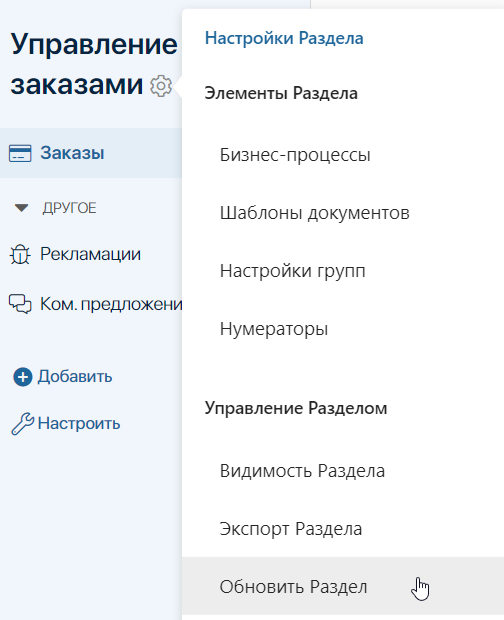 Управление
заказами
Заказы
ДРУГОЕ
Рекламации
Ком. предложени
Добавить
Настроить
Настройки Раздела
Элементы Раздела
Бизнес-процессы
Шаблоны документов
Настройки групп
Нумераторы
Управление Разделом
Видимость Раздела
Экспорт Раздела
Обновить Раздел